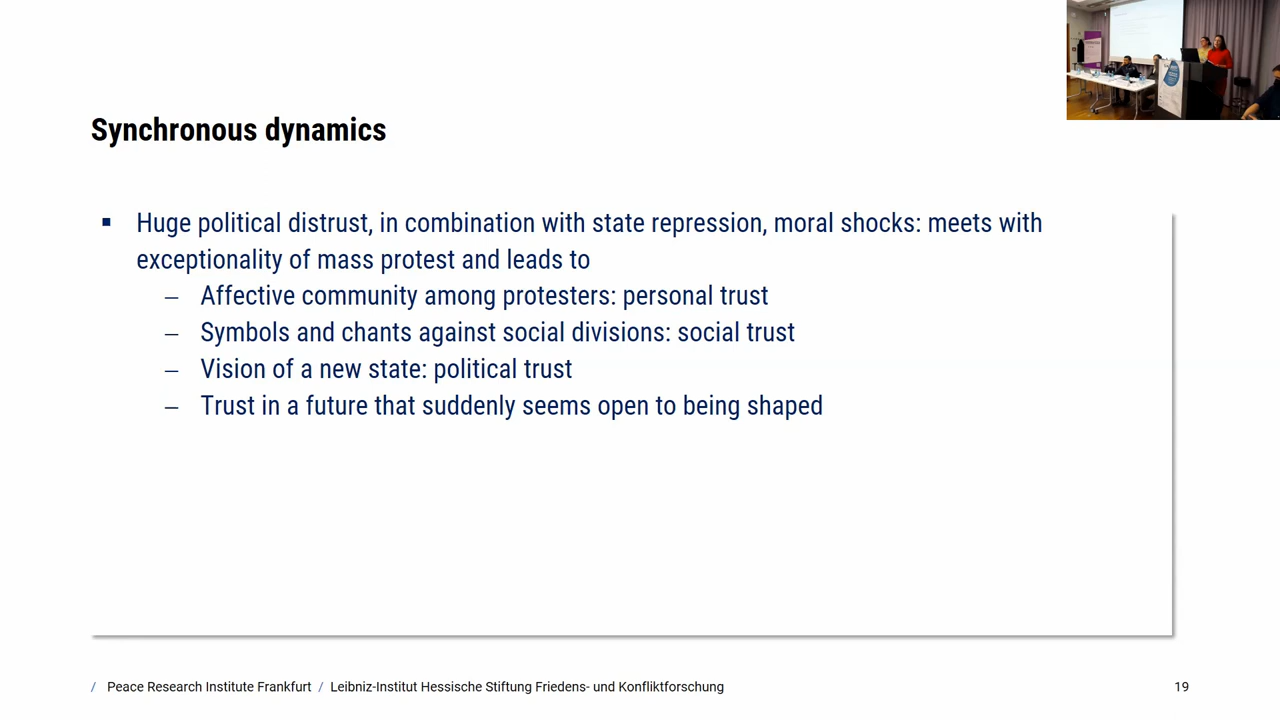 Synchronous dynamics
▪ Huge political distrust, in combination with state repression, moral shocks: meets with
exceptionality of mass protest and leads to
– Affective community among protesters: personal trust
– Symbols and chants against social divisions: social trust
– Vision of a new state: political trust
– Trust in a future that suddenly seems open to being shaped
/ Peace Research Institute Frankfurt / Leibniz-Institut Hessische Stiftung Friedens- und Konfliktforschung
19